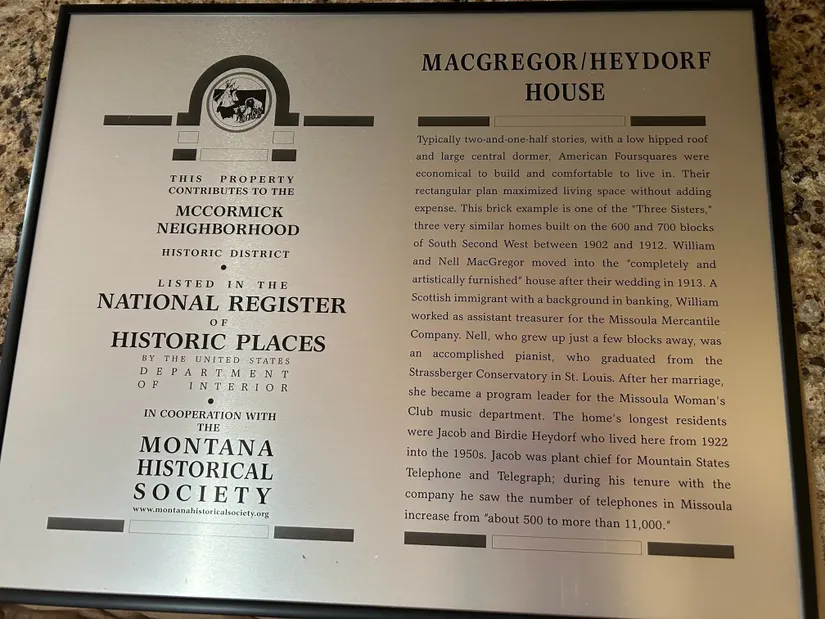 THIS PROPERTY
CONTRIBUTES TO THE
MCCORMICK
NEIGHBORHOOD
HISTORIC DISTRICT
•
LISTED IN THE
NATIONAL REGISTER
OF
HISTORIC PLACES
BY THE UNITED STATES
DEPARTMENT
OF INTERIOR
•
IN COOPERATION WITH
THE
MONTANA
HISTORICAL
SOCIETY
www.montanahistoricalsociety.org
MACGREGOR/HEYDORF
HOUSE
Typically two-and-one-half stories, with a low hipped roof
and large central dormer, American Foursquares were
economical to build and comfortable to live in. Their
rectangular plan maximized living space without adding
expense. This brick example is one of the "Three Sisters,"
three very similar homes built on the 600 and 700 blocks
of South Second West between 1902 and 1912. William
and Nell MacGregor moved into the "completely and
artistically furnished" house after their wedding in 1913. A
Scottish immigrant with a background in banking, William
worked as assistant treasurer for the Missoula Mercantile
Company. Nell, who grew up just a few blocks away, was
an accomplished pianist, who graduated from the
Strassberger Conservatory in St. Louis. After her marriage,
she became a program leader for the Missoula Woman's
Club music department. The home's longest residents
were Jacob and Birdie Heydorf who lived here from 1922
into the 1950s. Jacob was plant chief for Mountain States
Telephone and Telegraph; during his tenure with the
company he saw the number of telephones in Missoula
increase from "about 500 to more than 11,000."